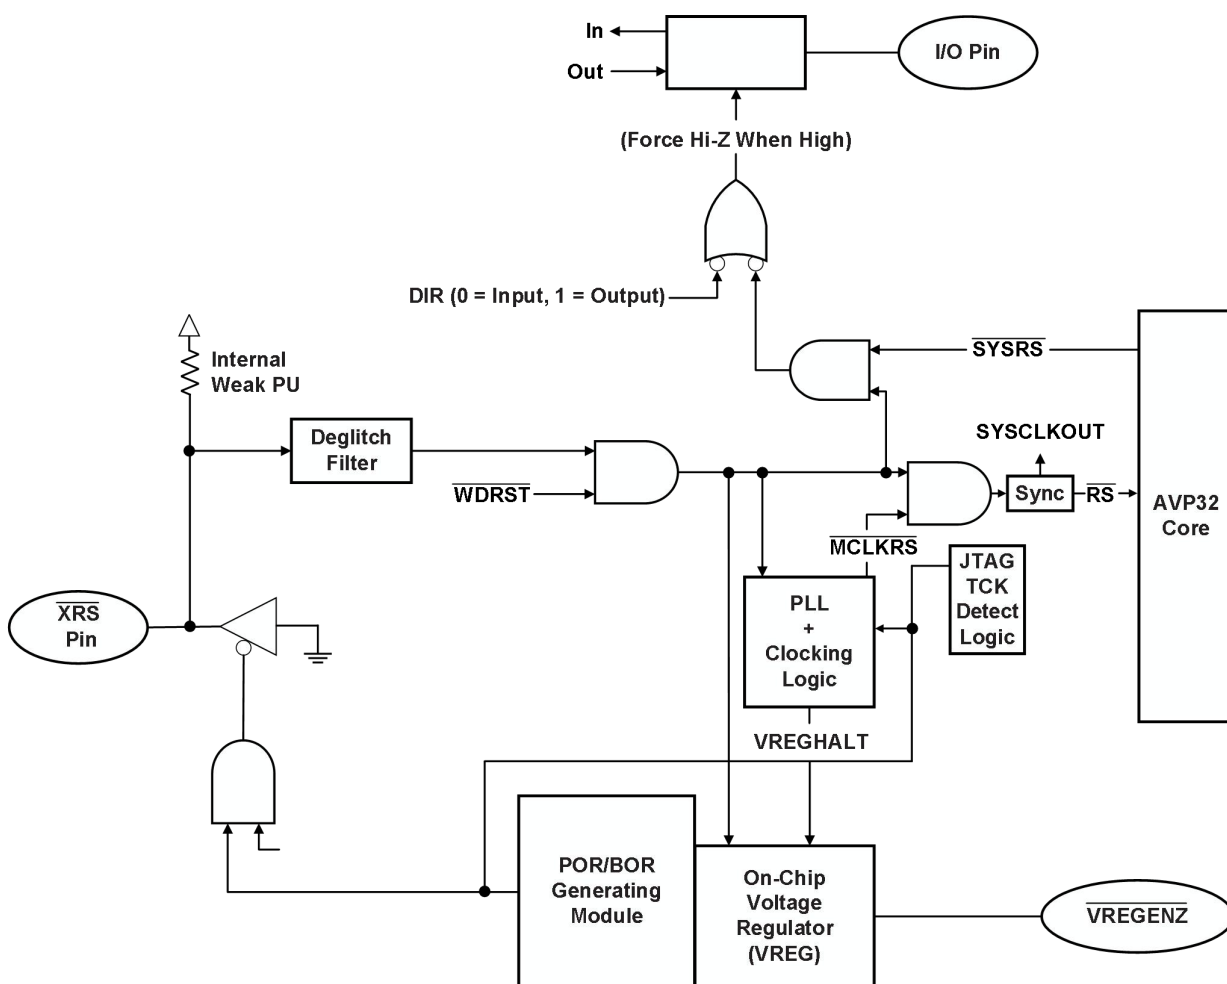 In
Out
I/O Pin
(Force Hi-Z When High)
DIR (0 = Input, 1 = Output)
Internal
Weak PU
SYSRS
Deglitch
Filter
SYSCLKOUT
WDRST
Sync
RS
AVP32
Core
MCLKRS
JTAG
TCK
Detect
Logic
XRS
Pin
PLL
+
Clocking
Logic
VREGHALT
POR/BOR
Generating
Module
On-Chip
Voltage
Regulator
(VREG)
VREGENZ